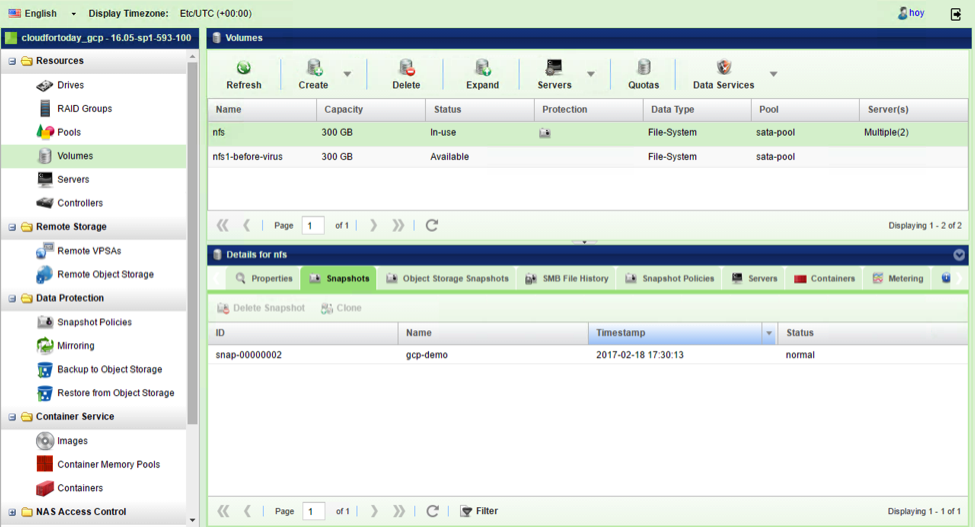 English Display Timezone: Etc/UTC (+00:00) hoy
cloudfortoday_gcp - 16.05-sp1-593-100
Resources
Drives
RAID Groups
Pools
Volumes
Servers
Controllers
Remote Storage
Remote VPSAs
Remote Object Storage
Data Protection
Snapshot Policies
Mirroring
Backup to Object Storage
Restore from Object Storage
Container Service
Images
Container Memory Pools
Containers
NAS Access Control
Volumes
Refresh Create Delete Expand Servers Quotas Data Services
Name Capacity Status Protection Data Type Pool Server(s)
nfs 300 GB In-use File-System sata-pool Multiple(2)
nfs1-before-virus 300 GB Available File-System sata-pool
Page 1 of 1 Displaying 1 - 2 of 2
Details for nfs
Properties Snapshots Object Storage Snapshots SMB File History Snapshot Policies Servers Containers Metering
Delete Snapshot Clone
ID Name Timestamp Status
snap-00000002 gcp-demo 2017-02-18 17:30:13 normal
Page 1 of 1 Filter Displaying 1 - 1 of 1